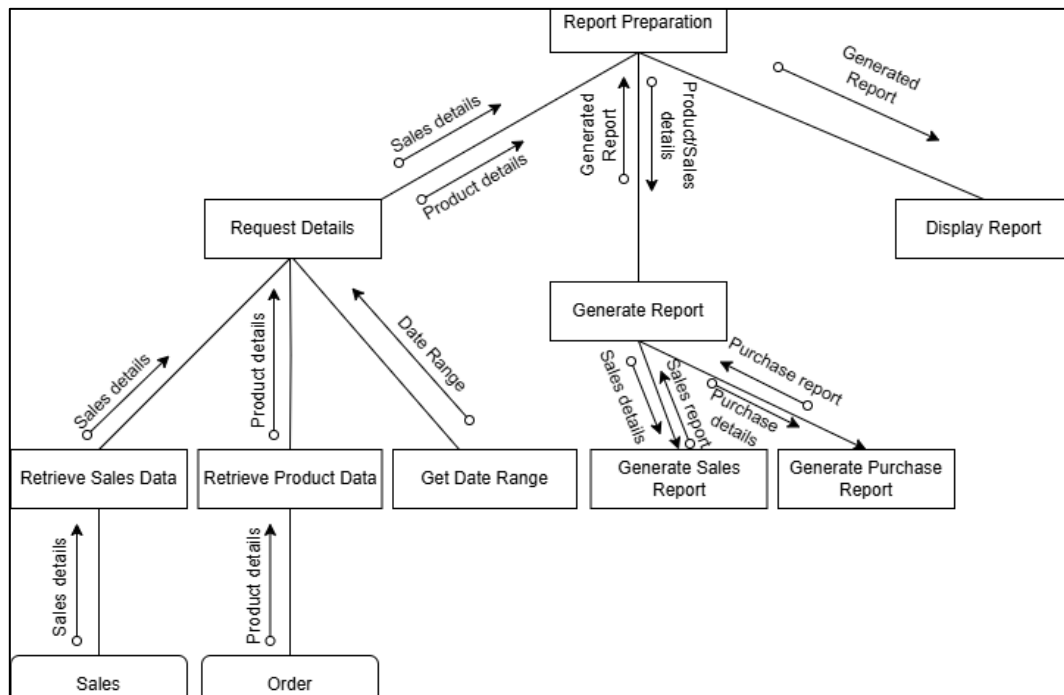 Report Preparation
Generated
Report
Sales details
Product details
Generated
Report
Product/Sales
details
Request Details
Display Report
Generate Report
Sales details
Product details
Date Range
Sales details
Sales report
Purchase report
Purchase
details
Retrieve Sales Data
Retrieve Product Data
Get Date Range
Generate Sales
Report
Generate Purchase
Report
Sales details
Product details
Sales
Order